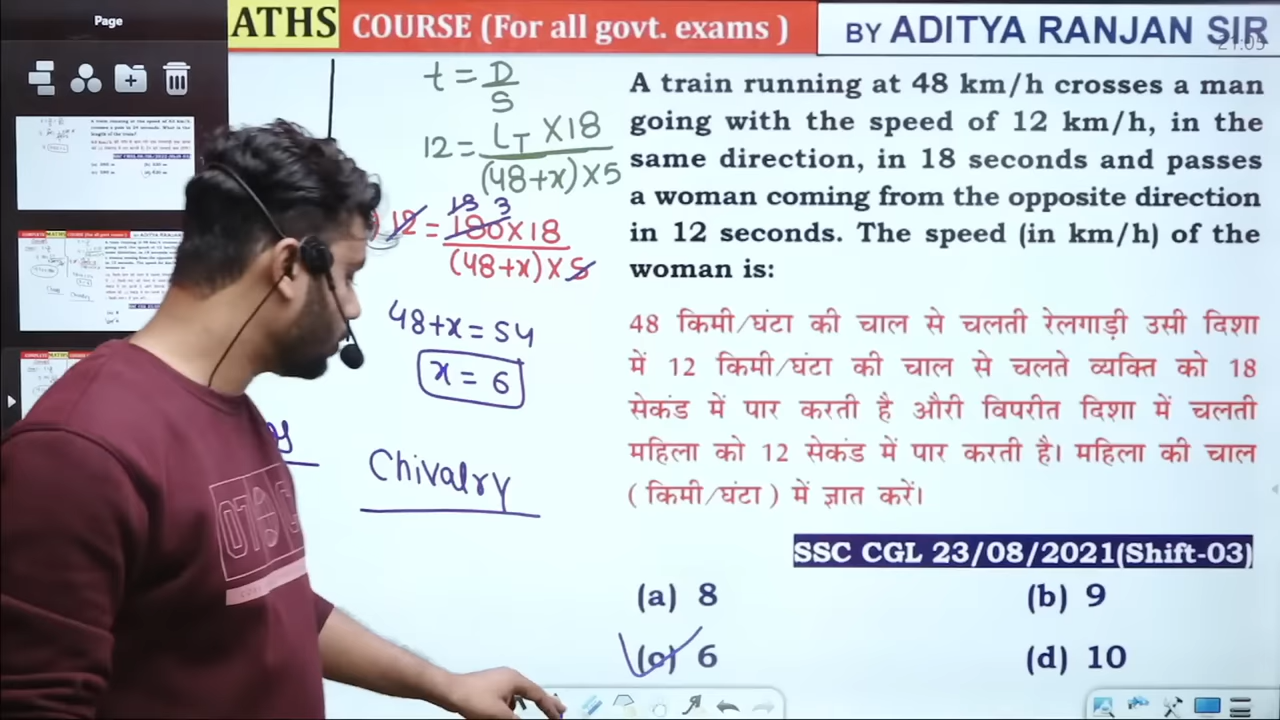 Page
ATHS COURSE (For all govt. exams )
BY ADITYA RANJAN SIR
t = D/S
12 = L_T × 18 / (48+x) × 5
12 = 180 × 18 / (48+x) × 5
18 3
48+x = 54
x = 6
Chivalry
A train running at 48 km/h crosses a man
going with the speed of 12 km/h, in the
same direction, in 18 seconds and passes
a woman coming from the opposite direction
in 12 seconds. The speed (in km/h) of the
woman is:
48 किमी/घंटा की चाल से चलती रेलगाड़ी उसी दिशा
में 12 किमी/घंटा की चाल से चलते व्यक्ति को 18
सेकंड में पार करती है औरी विपरीत दिशा में चलती
महिला को 12 सेकंड में पार करती है। महिला की चाल
( किमी/घंटा ) में ज्ञात करें।
SSC CGL 23/08/2021(Shift-03)
(a) 8
(b) 9
(c) 6
(d) 10